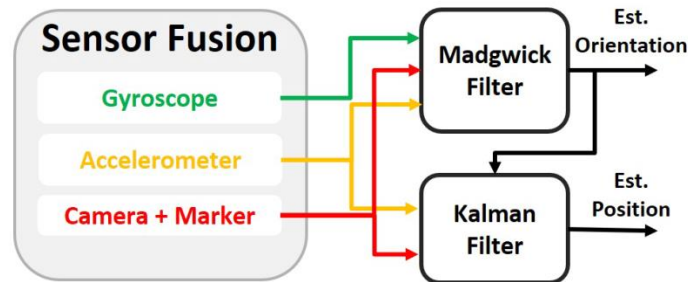 Sensor Fusion
Gyroscope
Accelerometer
Camera + Marker
Madgwick
Filter
Est.
Orientation
Kalman
Filter
Est.
Position